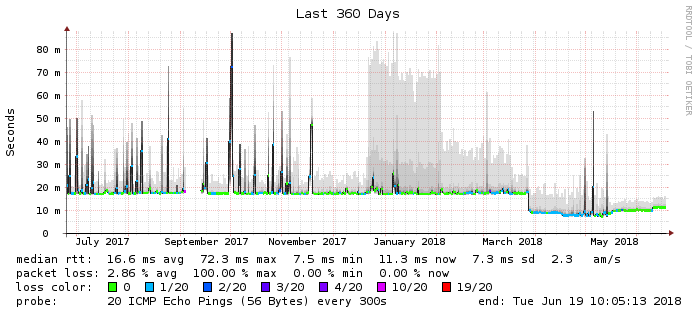 Last 360 Days
RRDTOOL / TOBI OETIKER
Seconds
80 m
70 m
60 m
50 m
40 m
30 m
20 m
10 m
0
July 2017 September 2017 November 2017 January 2018 March 2018 May 2018
median rtt: 16.6 ms avg 72.3 ms max 7.5 ms min 11.3 ms now 7.3 ms sd 2.3 am/s
packet loss: 2.86 % avg 100.00 % max 0.00 % min 0.00 % now
loss color: 0 1/20 2/20 3/20 4/20 10/20 19/20
probe: 20 ICMP Echo Pings (56 Bytes) every 300s end: Tue Jun 19 10:05:13 2018